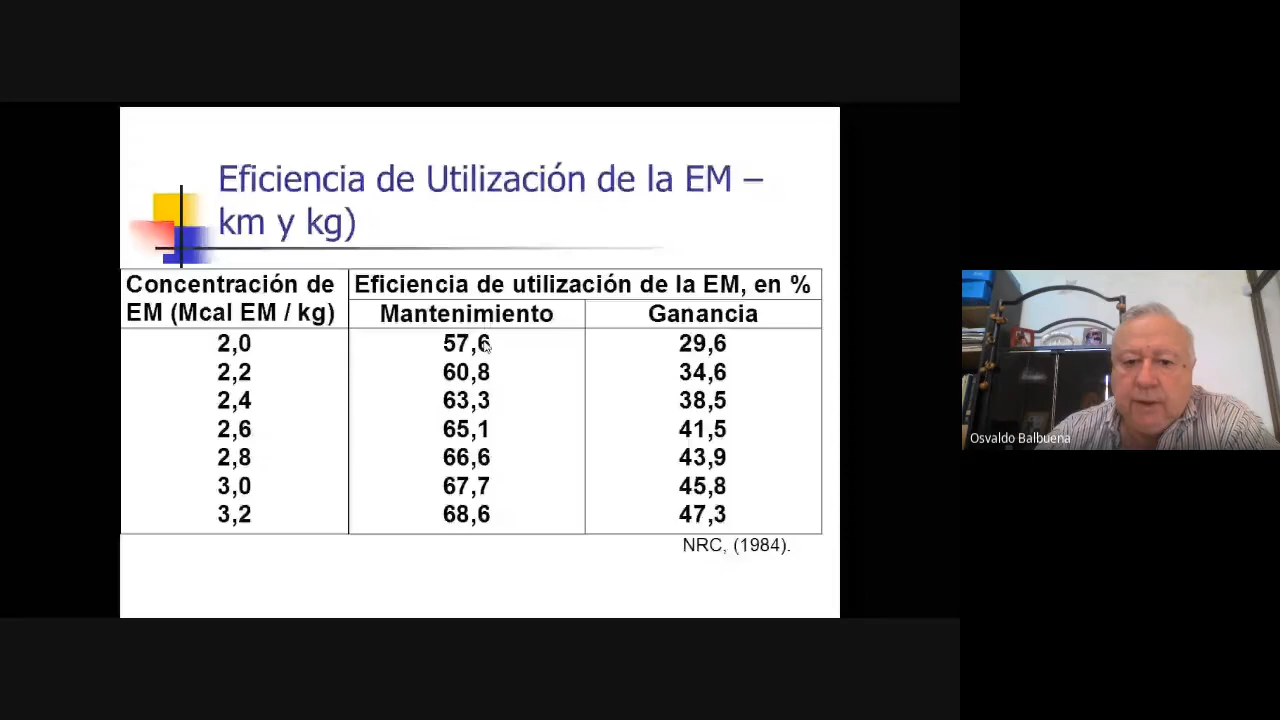 Eficiencia de Utilización de la EM –
km y kg)
Concentración de
EM (Mcal EM / kg)
Eficiencia de utilización de la EM, en %
Mantenimiento Ganancia
2,0 57,6 29,6
2,2 60,8 34,6
2,4 63,3 38,5
2,6 65,1 41,5
2,8 66,6 43,9
3,0 67,7 45,8
3,2 68,6 47,3
NRC, (1984).
Osvaldo Balbuena